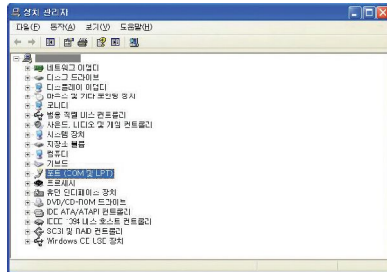 장치 관리자
파일(F) 동작(A) 보기(V) 도움말(H)
네트워크 어댑터
디스크 드라이브
디스플레이 어댑터
마우스 및 기타 포인팅 장치
모니터
범용 직렬 버스 컨트롤러
사운드, 비디오 및 게임 컨트롤러
시스템 장치
저장소 볼륨
컴퓨터
키보드
포트 (COM 및 LPT)
프로세서
휴먼 인터페이스 장치
DVD/CD-ROM 드라이브
IDE ATA/ATAPI 컨트롤러
IEEE 1394 버스 호스트 컨트롤러
SCSI 및 RAID 컨트롤러
Windows CE USB 장치